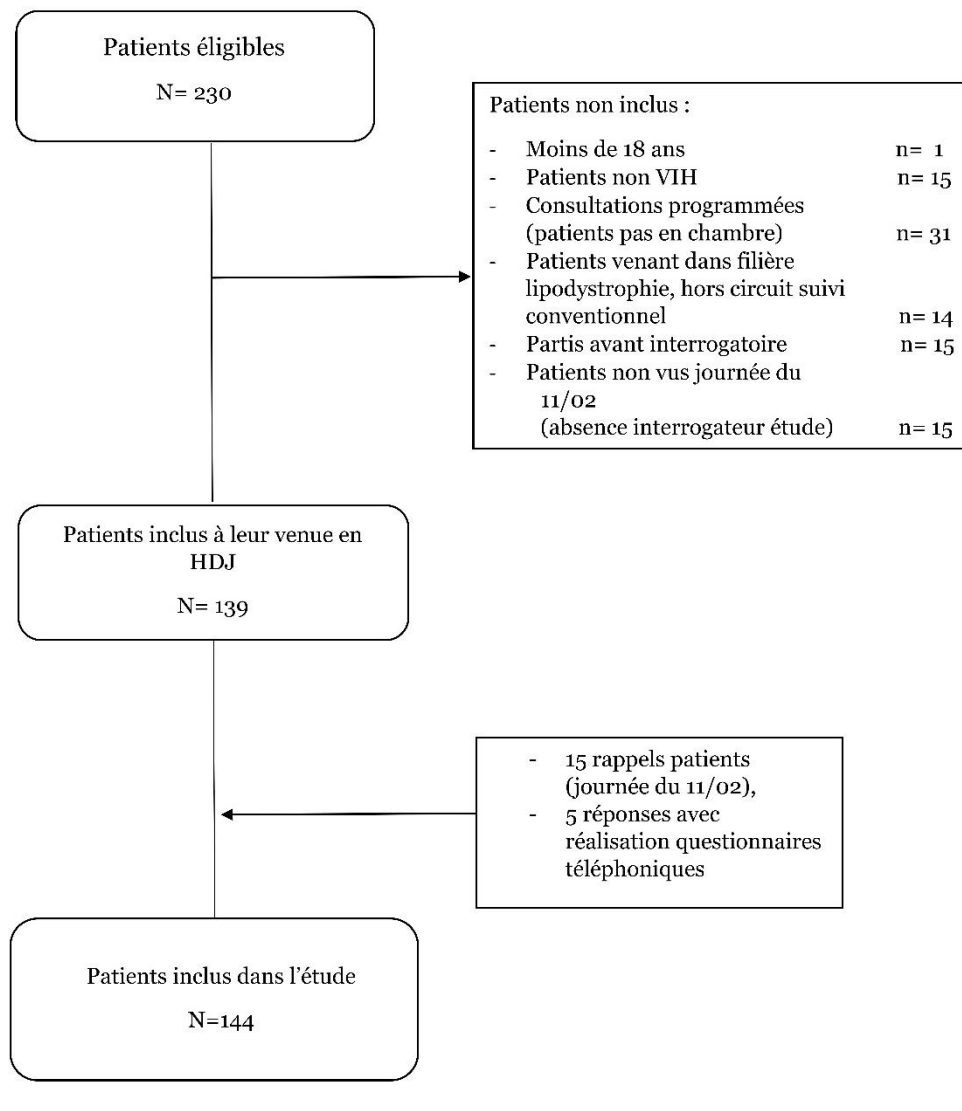 Patients éligibles
N= 230
Patients non inclus :
- Moins de 18 ans n= 1
- Patients non VIH n= 15
- Consultations programmées
(patients pas en chambre) n= 31
- Patients venant dans filière
lipodystrophie, hors circuit suivi
conventionnel n= 14
- Partis avant interrogatoire n= 15
- Patients non vus journée du
11/02
(absence interrogateur étude) n= 15
Patients inclus à leur venue en
HDJ
N= 139
- 15 rappels patients
(journée du 11/02),
- 5 réponses avec
réalisation questionnaires
téléphoniques
Patients inclus dans l'étude
N=144